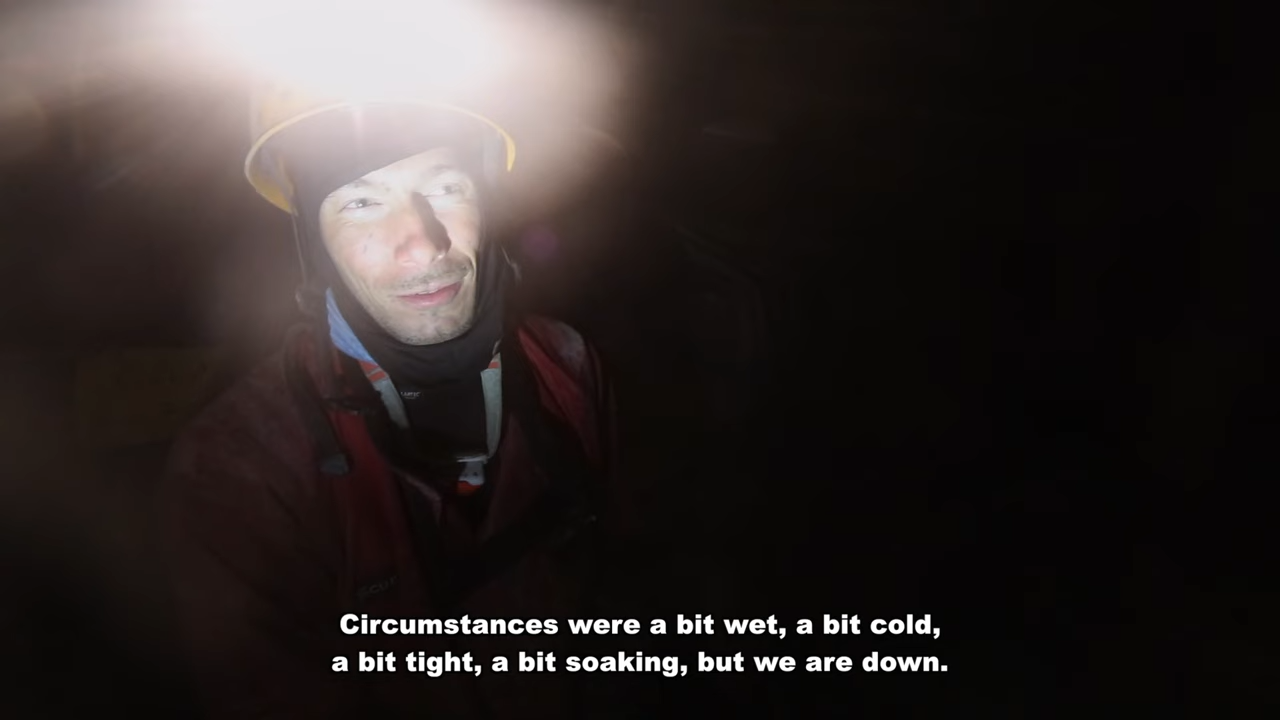 Circumstances were a bit wet, a bit cold,
a bit tight, a bit soaking, but we are down.